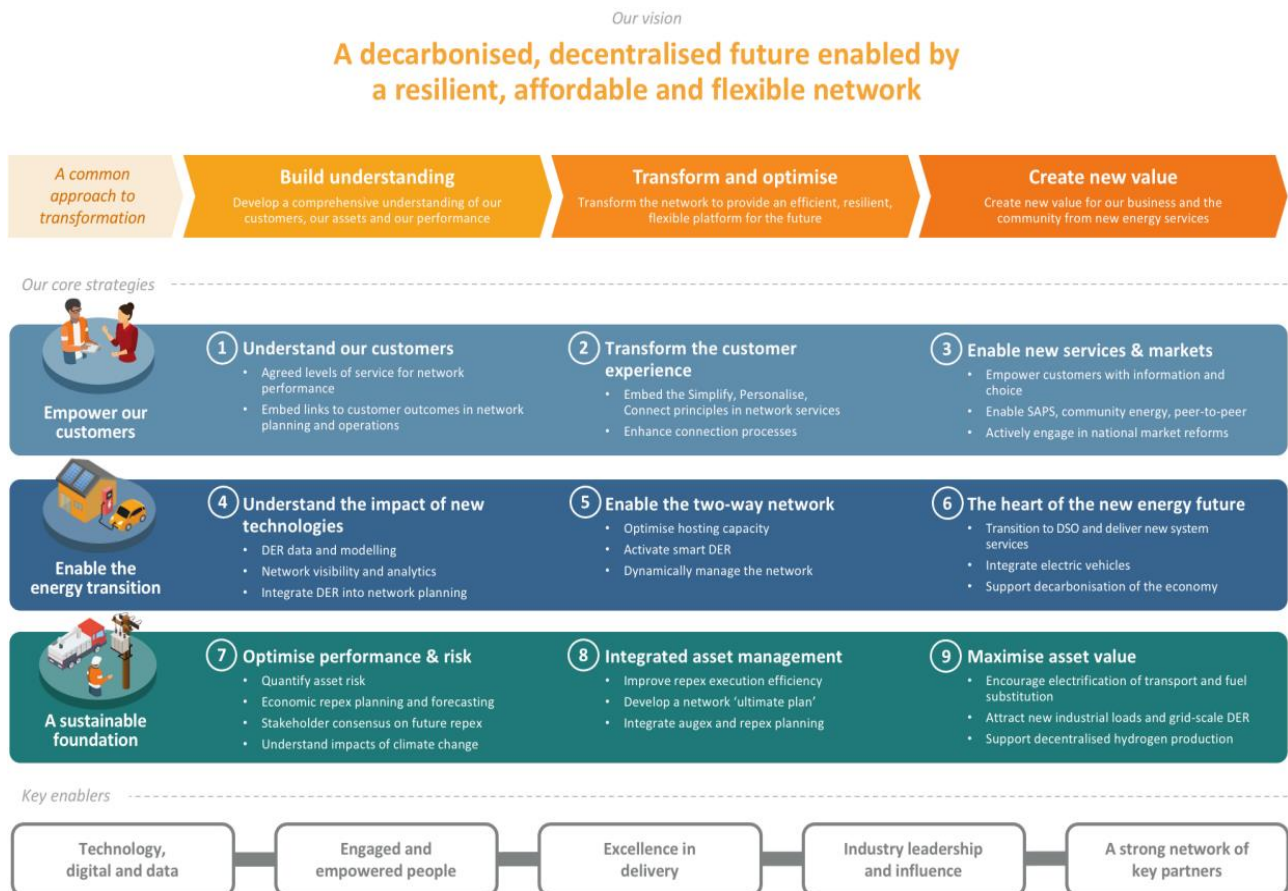 Our vision
A decarbonised, decentralised future enabled by
a resilient, affordable and flexible network
A common
approach to
transformation
Build understanding
Develop a comprehensive understanding of our
customers, our assets and our performance
Transform and optimise
Transform the network to provide an efficient, resilient,
flexible platform for the future
Create new value
Create new value for our business and the
community from new energy services
Our core strategies
Empower our
customers
1 Understand our customers
• Agreed levels of service for network
performance
• Embed links to customer outcomes in network
planning and operations
2 Transform the customer
experience
• Embed the Simplify, Personalise,
Connect principles in network services
• Enhance connection processes
3 Enable new services & markets
• Empower customers with information and
choice
• Enable SAPS, community energy, peer-to-peer
• Actively engage in national market reforms
Enable the
energy transition
4 Understand the impact of new
technologies
• DER data and modelling
• Network visibility and analytics
• Integrate DER into network planning
5 Enable the two-way network
• Optimise hosting capacity
• Activate smart DER
• Dynamically manage the network
6 The heart of the new energy future
• Transition to DSO and deliver new system
services
• Integrate electric vehicles
• Support decarbonisation of the economy
A sustainable
foundation
7 Optimise performance & risk
• Quantify asset risk
• Economic repex planning and forecasting
• Stakeholder consensus on future repex
• Understand impacts of climate change
8 Integrated asset management
• Improve repex execution efficiency
• Develop a network ‘ultimate plan’
• Integrate augex and repex planning
9 Maximise asset value
• Encourage electrification of transport and fuel
substitution
• Attract new industrial loads and grid-scale DER
• Support decentralised hydrogen production
Key enablers
Technology,
digital and data
Engaged and
empowered people
Excellence in
delivery
Industry leadership
and influence
A strong network of
key partners